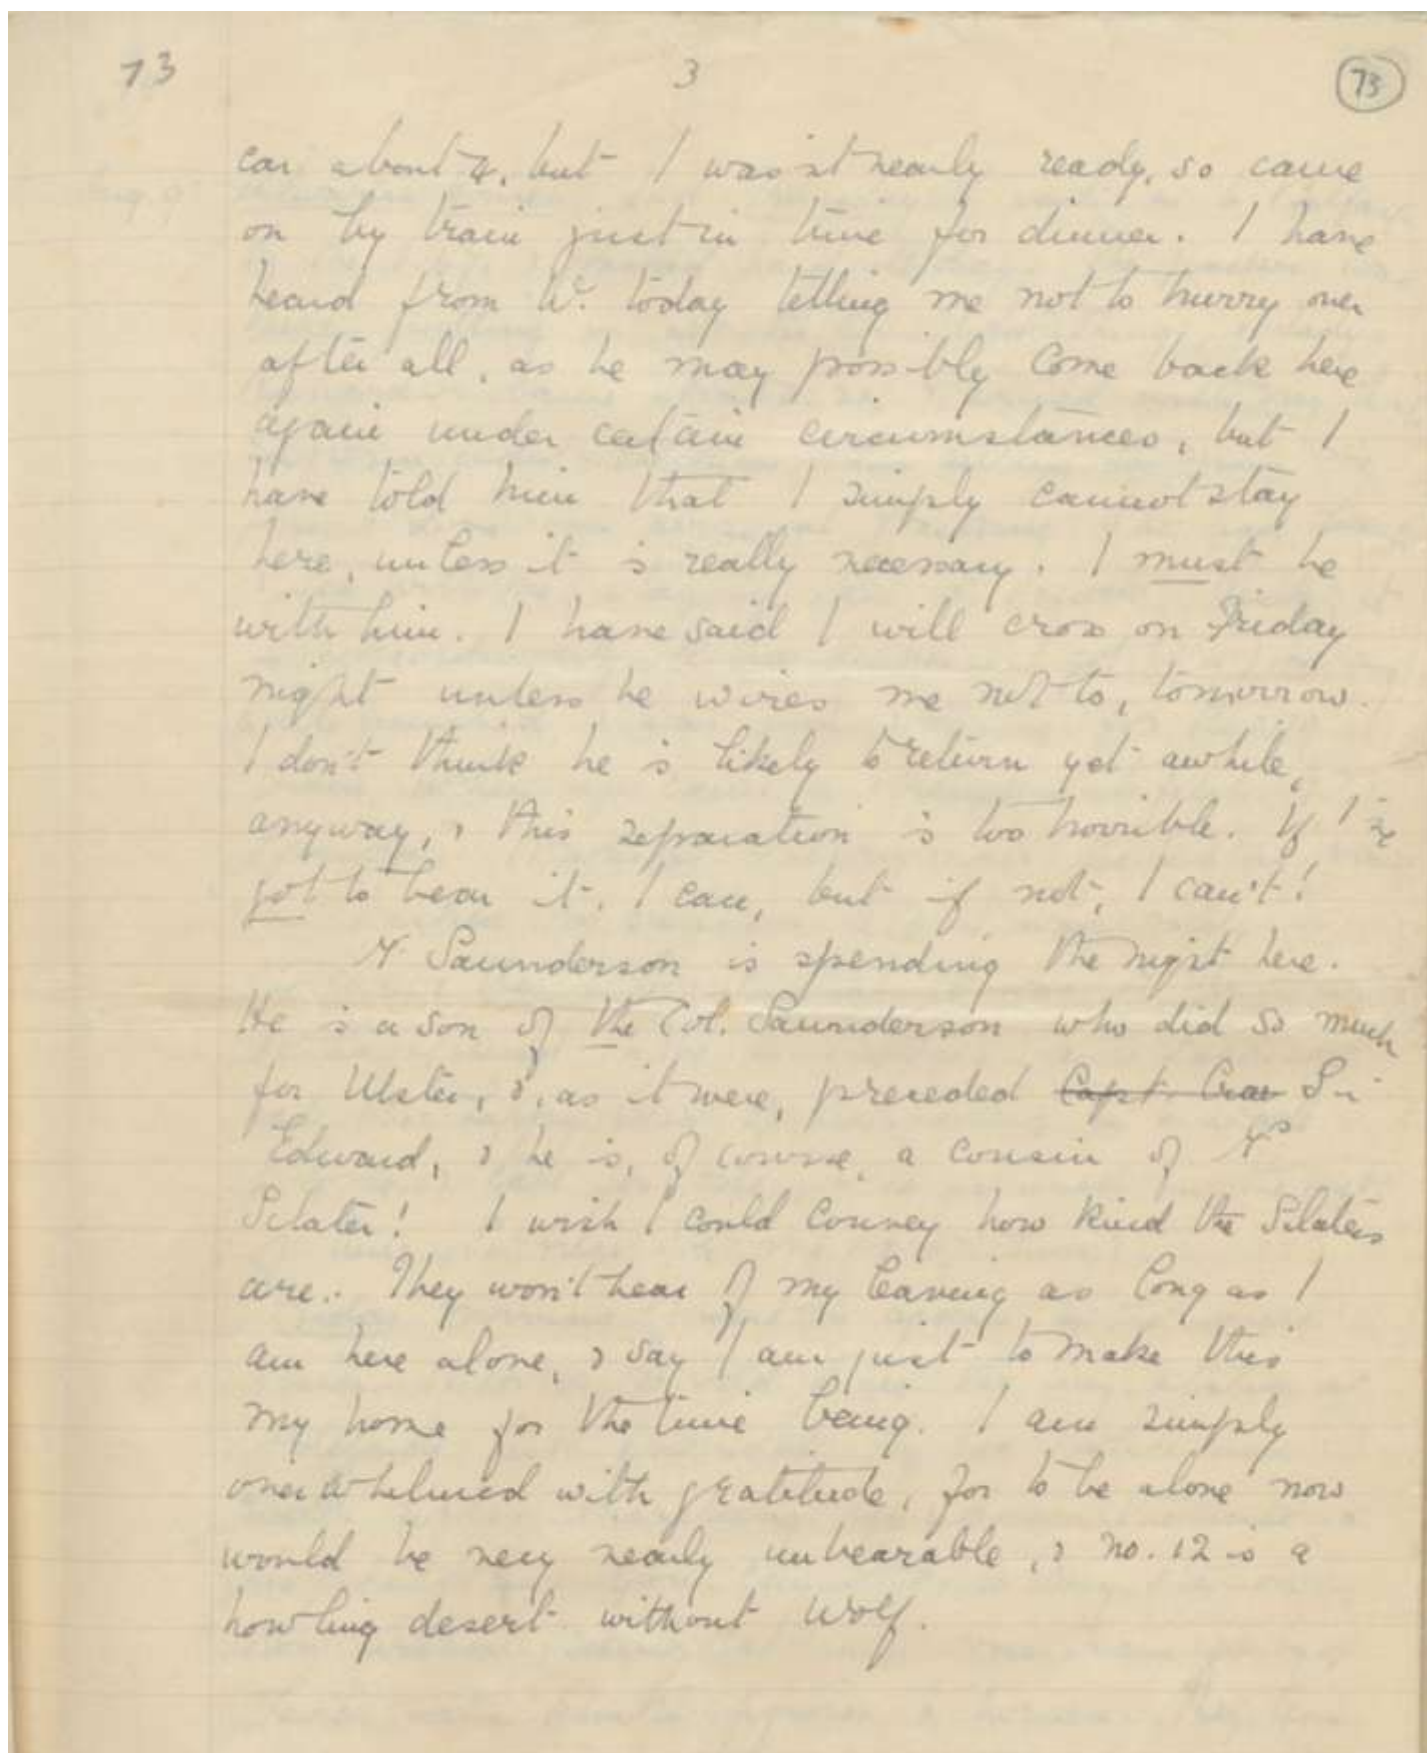 73 3 73
car about 4, but I wasn't nearly ready, so came
on by train just in time for dinner. I have
heard from W. today telling me not to hurry over
after all, as he may possibly come back here
again under certain circumstances, but I
have told him that I simply cannot stay
here, unless it is really necessary. I must be
with him. I have said I will cross on Friday
night unless he wires me not to, tomorrow.
I don't think he is likely to return yet awhile,
anyway, & this separation is too horrible. If I've
got to bear it, I can, but if not, I can't!
Mr Saunderson is spending the night here.
He is a son of the Col. Saunderson who did so much
for Ulster, &, as it were, preceded Capt. Crai Sir
Edward, & he is, of course, a cousin of Mrs
Sclater! I wish I could convey how kind the Sclaters
are. They won't hear of my leaving as long as I
am here alone, & say I am just to make this
my home for the time being. I am simply
overwhelmed with gratitude, for to be alone now
would be very nearly unbearable, & no. 12 is a
howling desert without Wolf.